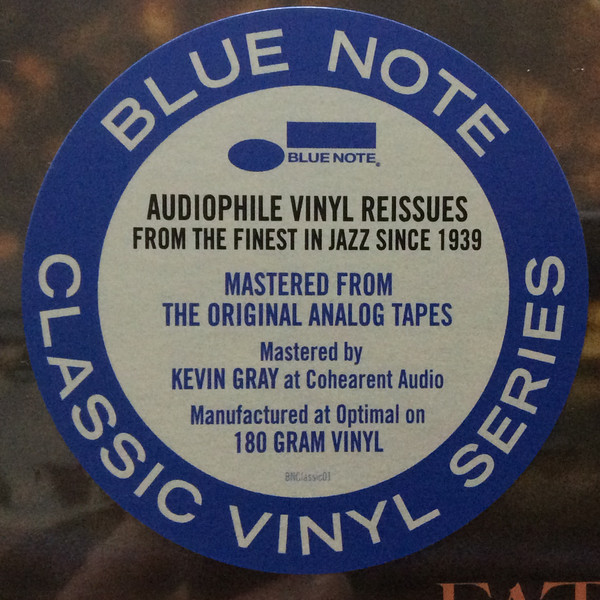 BLUE NOTE
BLUE NOTE®
AUDIOPHILE VINYL REISSUES
FROM THE FINEST IN JAZZ SINCE 1939
MASTERED FROM
THE ORIGINAL ANALOG TAPES
Mastered by
KEVIN GRAY at Cohearent Audio
Manufactured at Optimal on
180 GRAM VINYL
BNClassic01
CLASSIC VINYL SERIES